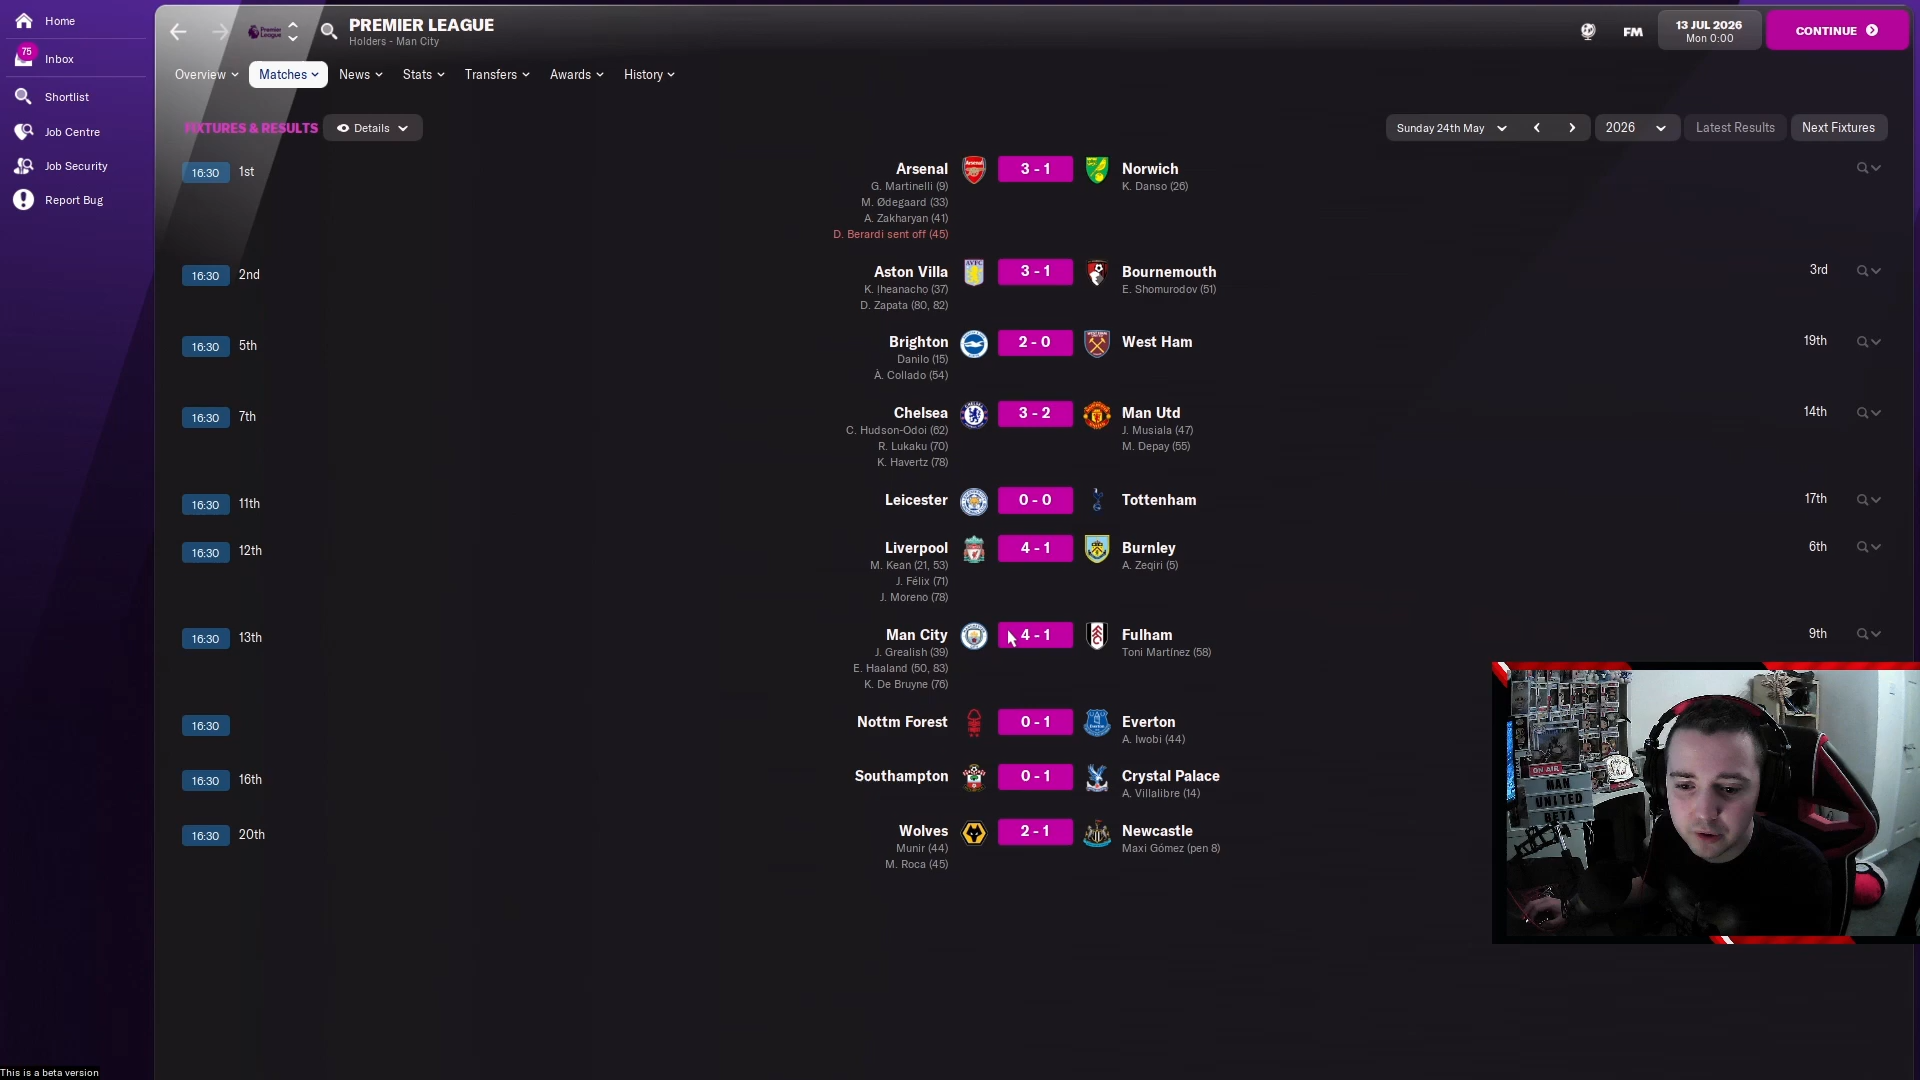 Home
PREMIER LEAGUE
Holders - Man City
FM
13 JUL 2026
Mon 0:00
CONTINUE
75
Inbox
Overview
Matches
News
Stats
Transfers
Awards
History
Shortlist
Job Centre
Job Security
Report Bug
FIXTURES & RESULTS
Details
Sunday 24th May
2026
Latest Results
Next Fixtures
16:30 1st Arsenal 3 - 1 Norwich
G. Martinelli (9) K. Danso (26)
M. Ødegaard (33)
A. Zakharyan (41)
D. Berardi sent off (45)
16:30 2nd Aston Villa 3 - 1 Bournemouth 3rd
K. Iheanacho (37) E. Shomurodov (51)
D. Zapata (80, 82)
16:30 5th Brighton 2 - 0 West Ham 19th
Danilo (15)
À. Collado (54)
16:30 7th Chelsea 3 - 2 Man Utd 14th
C. Hudson-Odoi (62) J. Musiala (47)
R. Lukaku (70) M. Depay (55)
K. Havertz (78)
16:30 11th Leicester 0 - 0 Tottenham 17th
16:30 12th Liverpool 4 - 1 Burnley 6th
M. Kean (21, 53) A. Zeqiri (5)
J. Félix (71)
J. Moreno (78)
16:30 13th Man City 4 - 1 Fulham 9th
J. Grealish (39) Toni Martínez (58)
E. Haaland (50, 83)
K. De Bruyne (76)
16:30 Nottm Forest 0 - 1 Everton
A. Iwobi (44)
16:30 16th Southampton 0 - 1 Crystal Palace
A. Villalibre (14)
16:30 20th Wolves 2 - 1 Newcastle
Munir (44) Maxi Gómez (pen 8)
M. Roca (45)
ON AIR
MAN
UNITED
BETA
This is a beta version